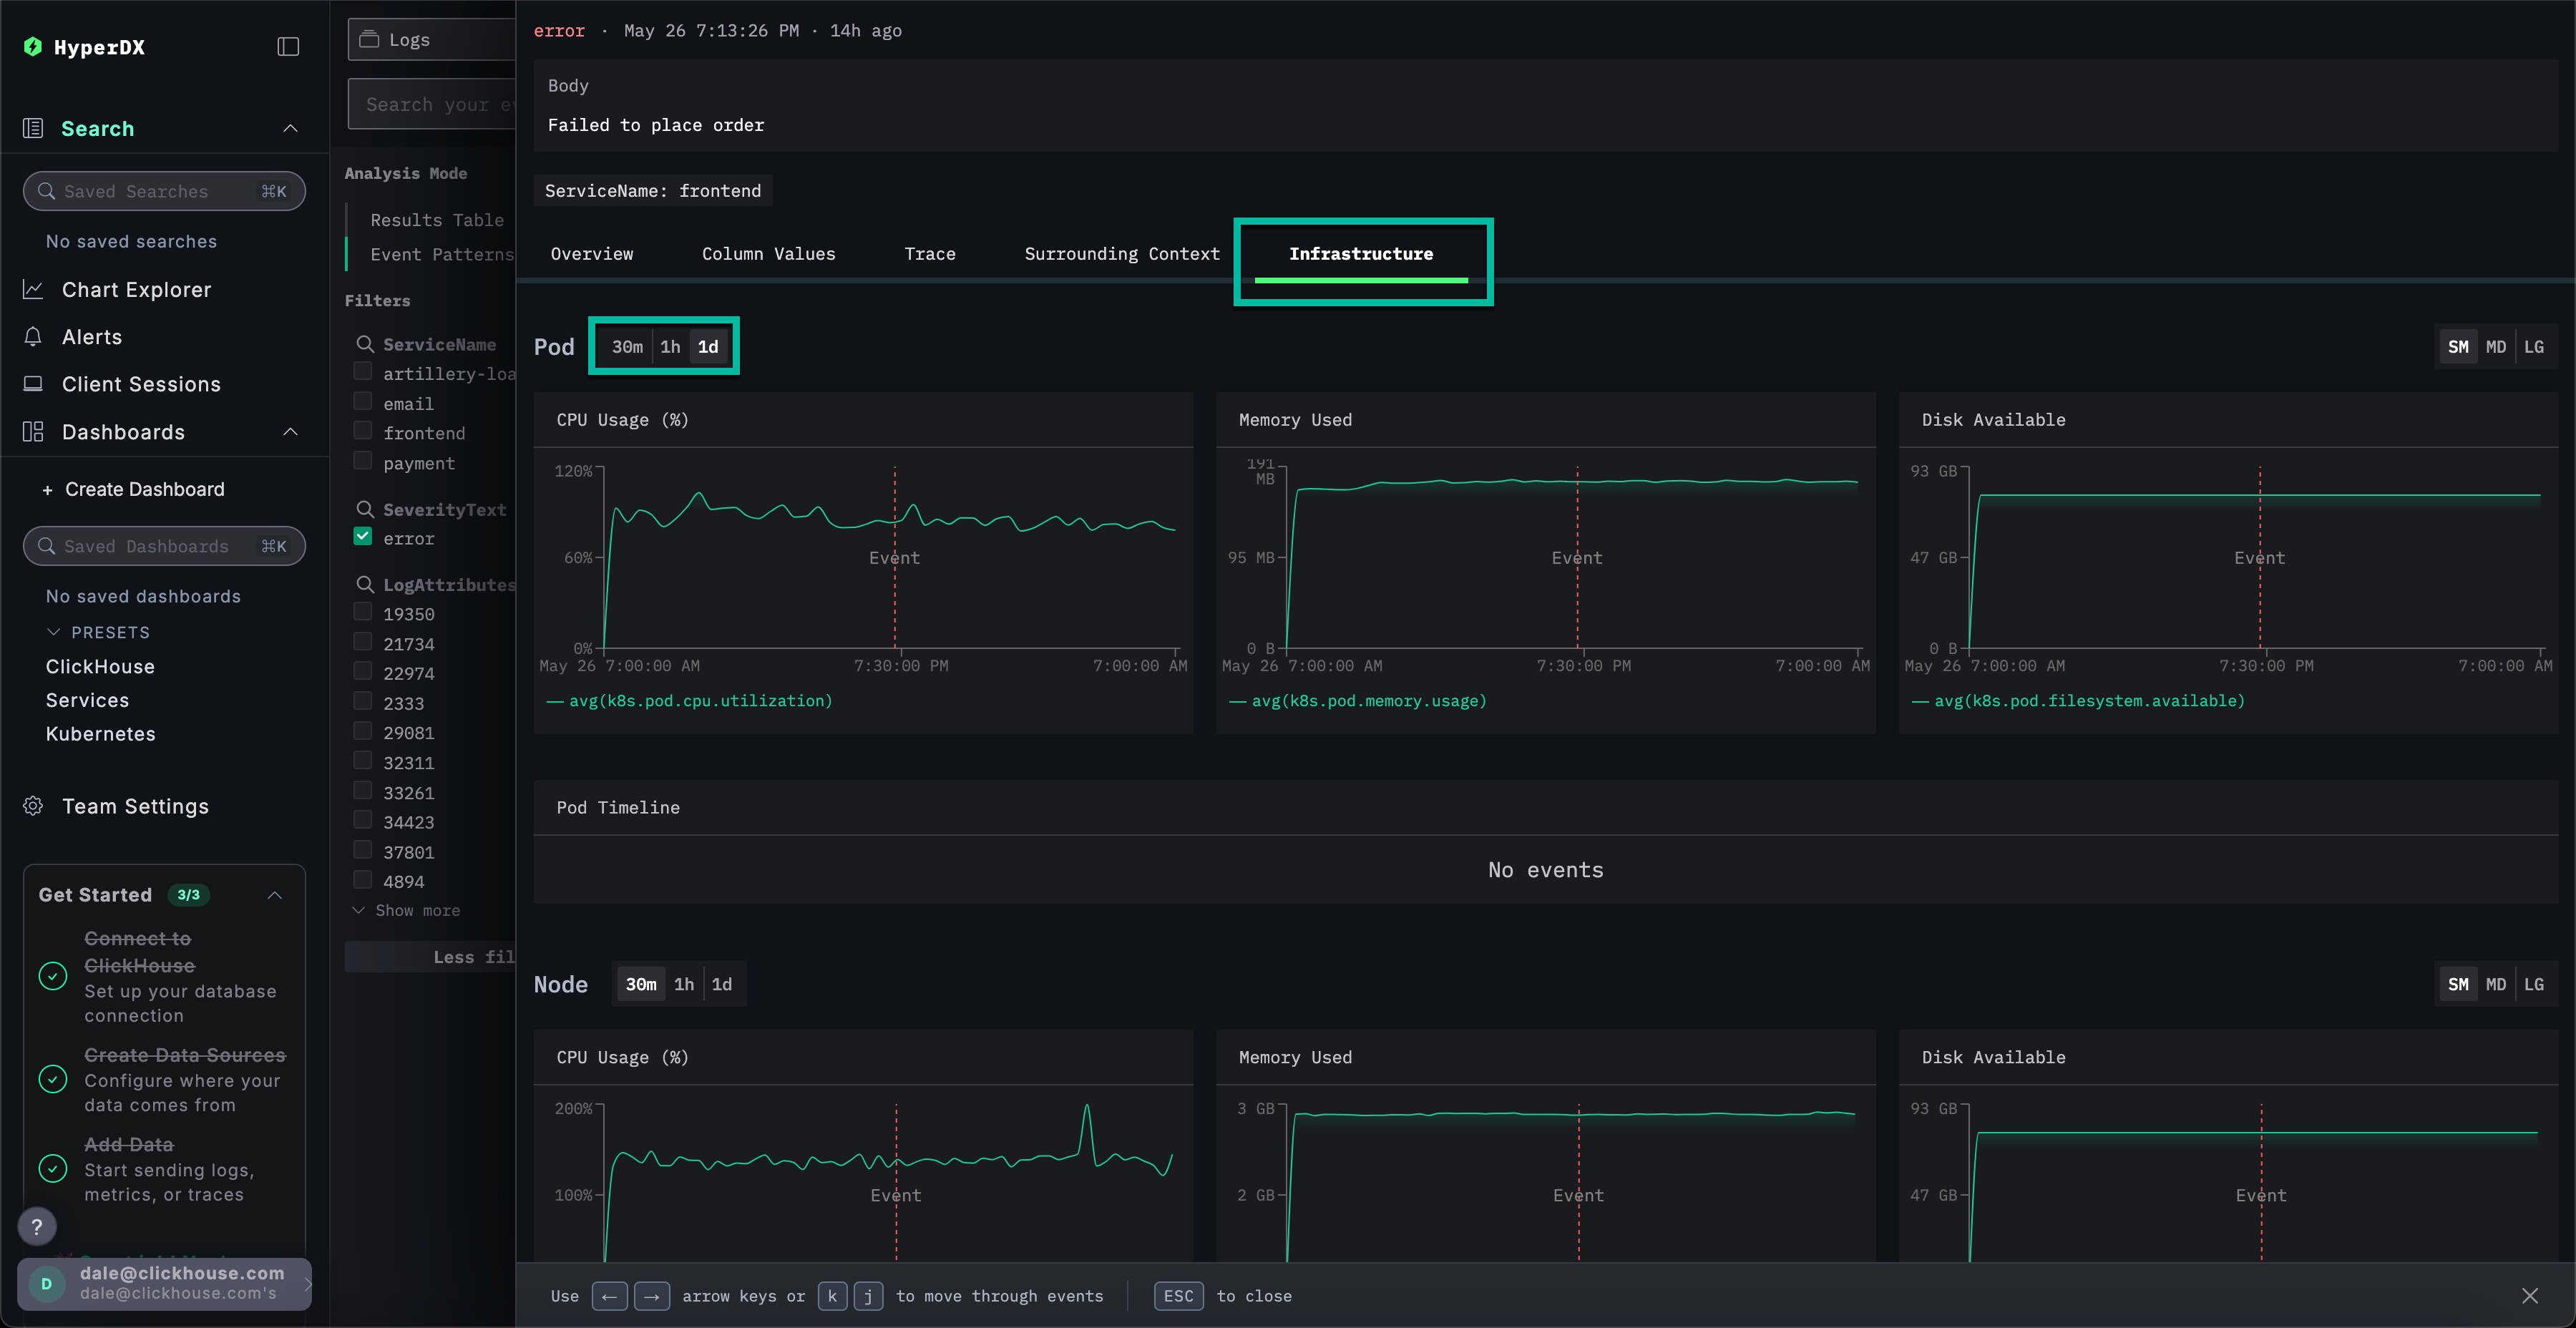 HyperDX
Search
Saved Searches ⌘K
No saved searches
Chart Explorer
Alerts
Client Sessions
Dashboards
+ Create Dashboard
Saved Dashboards ⌘K
No saved dashboards
PRESETS
ClickHouse
Services
Kubernetes
Team Settings
Get Started 3/3
Connect to
ClickHouse
Set up your database
connection
Create Data Sources
Configure where your
data comes from
Add Data
Start sending logs,
metrics, or traces
?
D
dale@clickhouse.com
dale@clickhouse.com's
Logs
Search your e
Analysis Mode
Results Table
Event Patterns
Filters
ServiceName
artillery-loa
email
frontend
payment
SeverityText
error
LogAttributes
19350
21734
22974
2333
29081
32311
33261
34423
37801
4894
Show more
Less fil
error · May 26 7:13:26 PM · 14h ago
Body
Failed to place order
ServiceName: frontend
Overview Column Values Trace Surrounding Context Infrastructure
Pod 30m 1h 1d SM MD LG
CPU Usage (%)
120%
60%
0%
Event
May 26 7:00:00 AM 7:30:00 PM 7:00:00 AM
avg(k8s.pod.cpu.utilization)
Memory Used
191
MB
95 MB
0 B
Event
May 26 7:00:00 AM 7:30:00 PM 7:00:00 AM
avg(k8s.pod.memory.usage)
Disk Available
93 GB
47 GB
0 B
Event
May 26 7:00:00 AM 7:30:00 PM 7:00:00 AM
avg(k8s.pod.filesystem.available)
Pod Timeline
No events
Node 30m 1h 1d SM MD LG
CPU Usage (%)
200%
100%
Event
Memory Used
3 GB
2 GB
Event
Disk Available
93 GB
47 GB
Event
Use ← → arrow keys or k j to move through events ESC to close